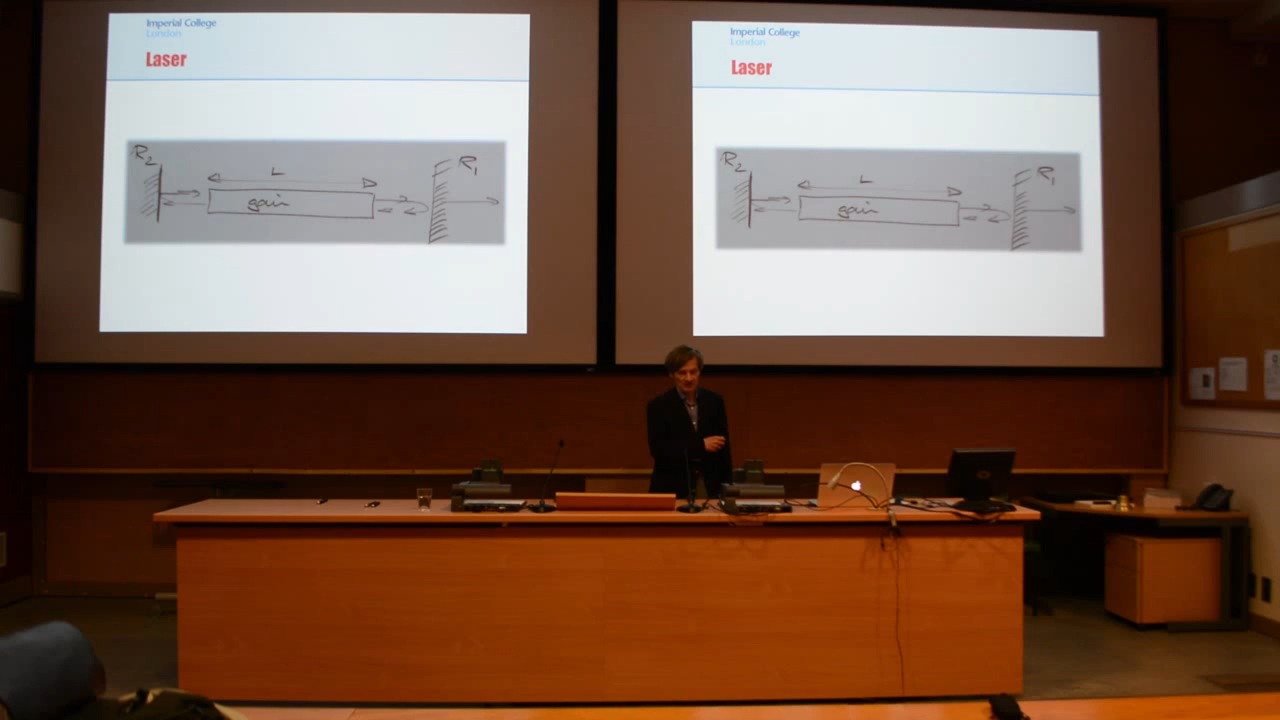 Imperial College
London
Laser
R2
L
R1
gain
Imperial College
London
Laser
R2
L
R1
gain